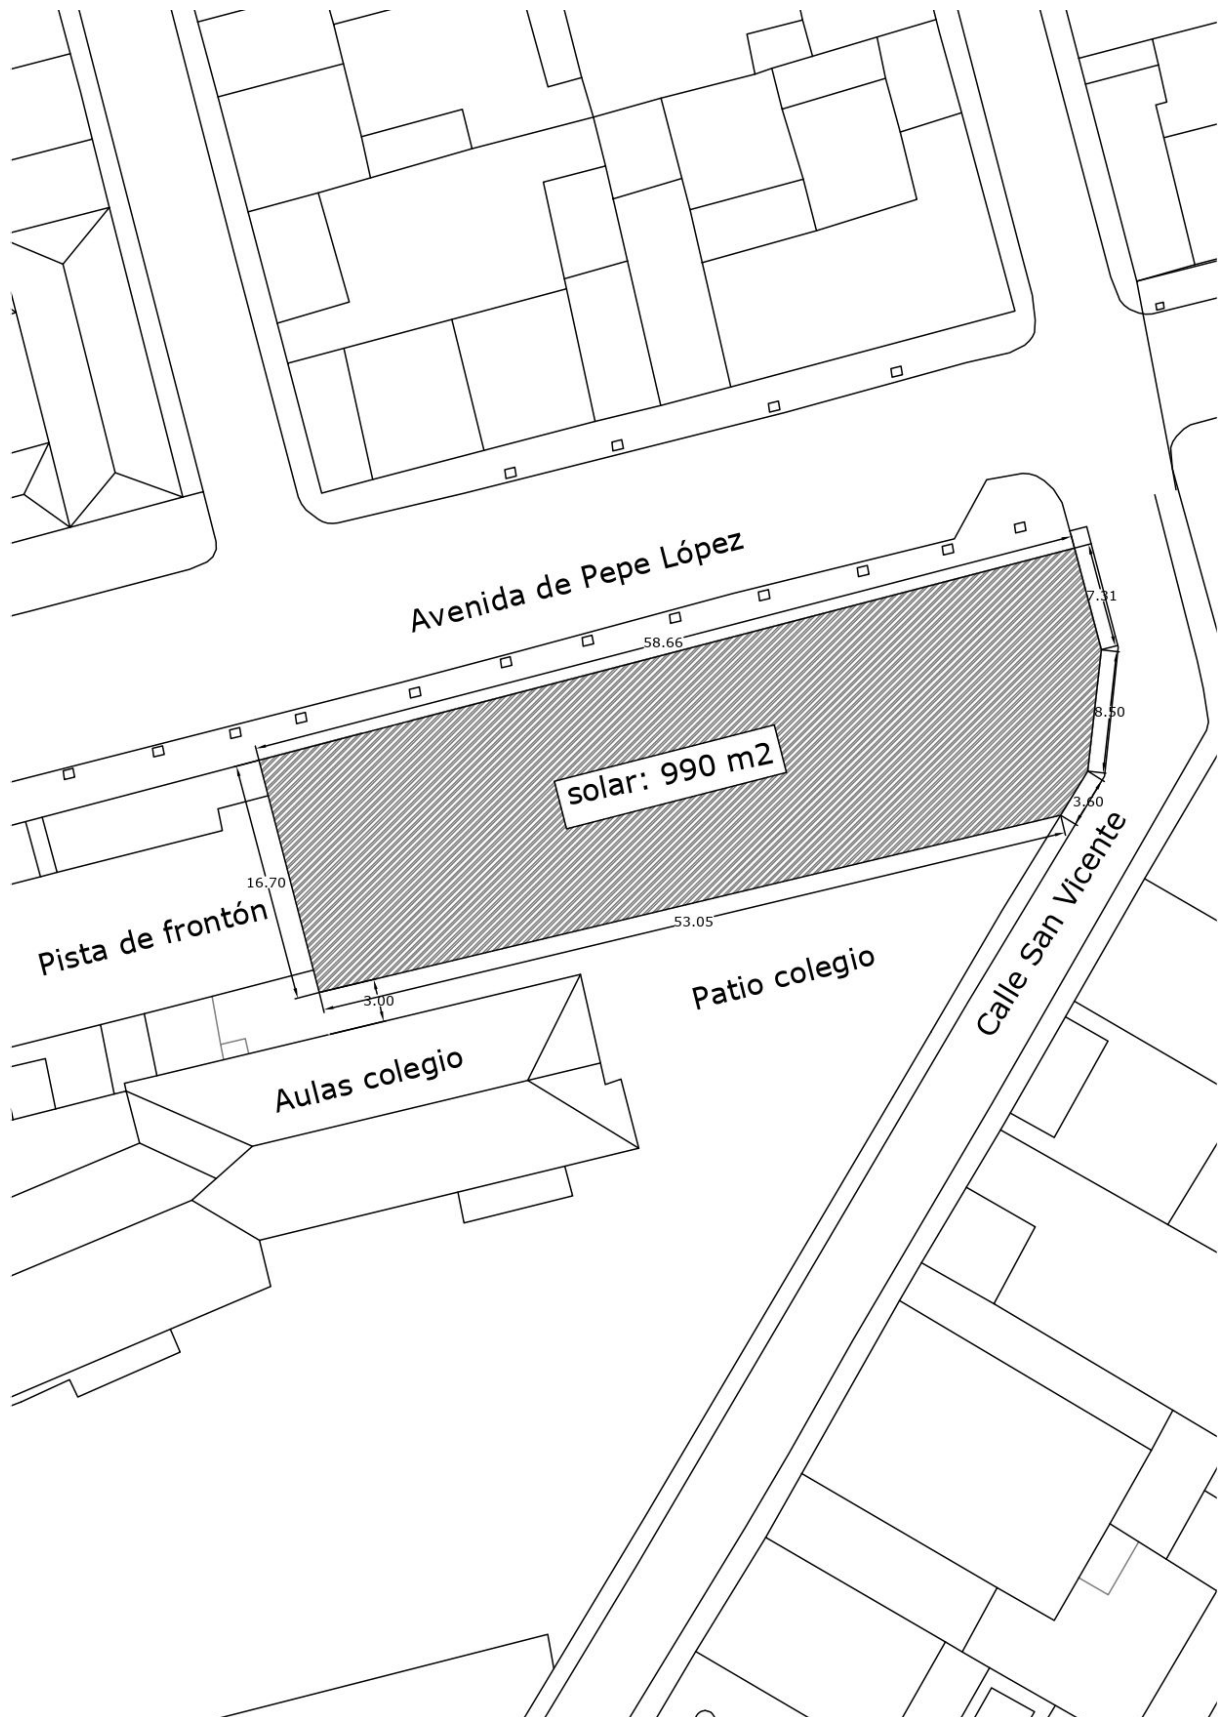 Avenida de Pepe López
7.31
58.66
8.50
solar: 990 m2
3.60
16.70
53.05
Pista de frontón
Calle San Vicente
Patio colegio
3.00
Aulas colegio